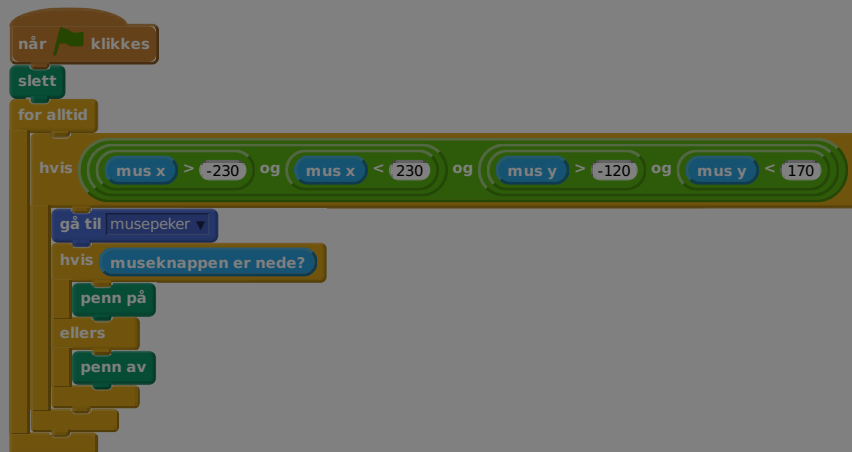 når klikkes
slett
for alltid
hvis mus x > -230 og mus x < 230 og mus y > -120 og mus y < 170
gå til musepeker
hvis museknappen er nede?
penn på
ellers
penn av